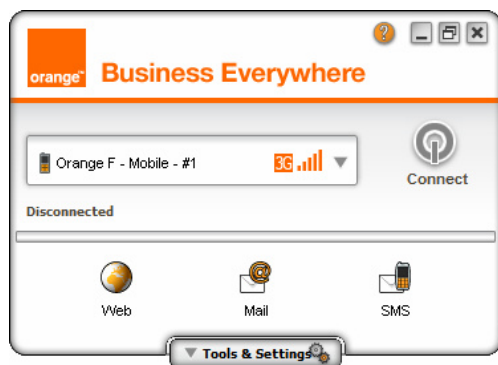 ?
orange™
Business Everywhere
Orange F - Mobile - #1
3G
Connect
Disconnected
@
Web
Mail
SMS
Tools & Settings